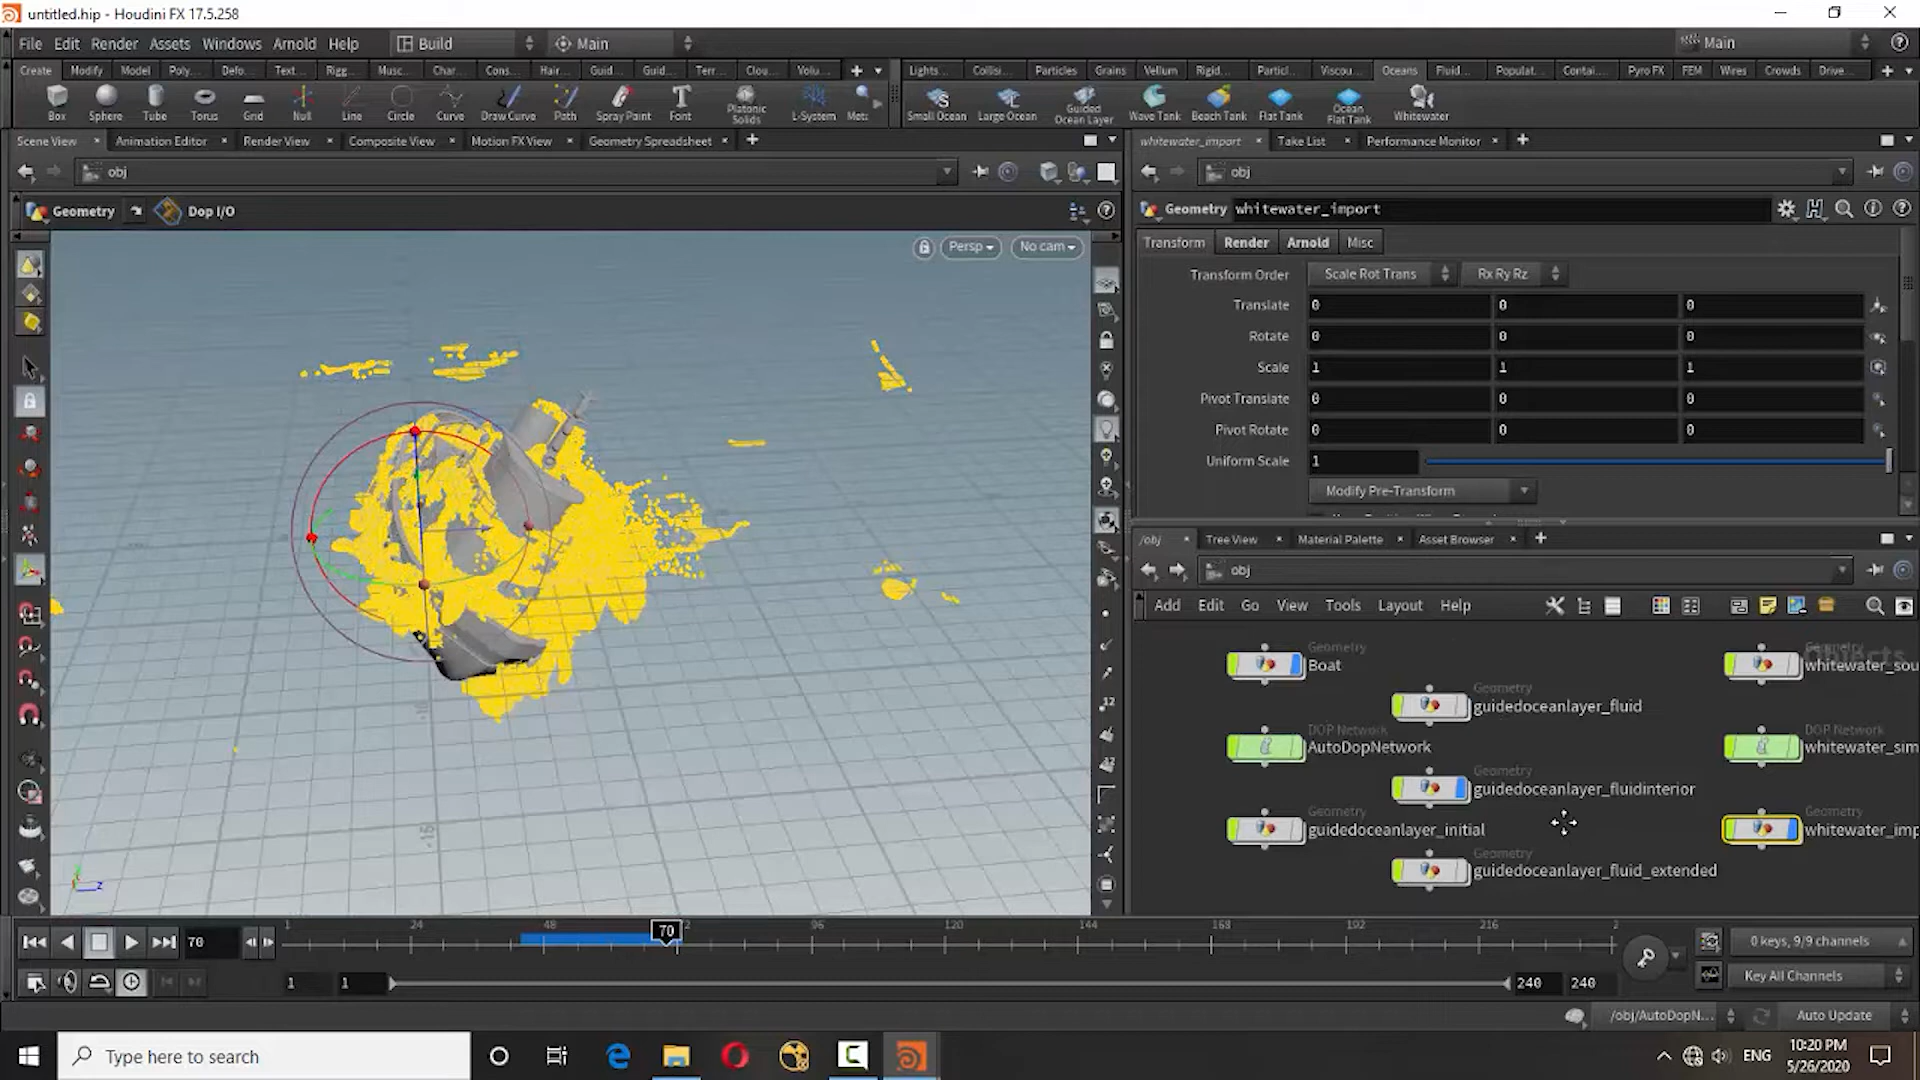 untitled.hip - Houdini FX 17.5.258
File Edit Render Assets Windows Arnold Help Build Main Main
Create Modify Model Poly... Defo... Text... Rigg... Musc... Char... Cons... Hair... Guid... Guid... Terr... Clou... Volu... Lights... Collisi... Particles Grains Vellum Rigid... Particl... Viscou... Oceans Fluid... Populat... Contai... Pyro FX FEM Wires Crowds Drive...
Box Sphere Tube Torus Grid Null Line Circle Curve Draw Curve Path Spray Paint Font Platonic Solids L-System Meta Small Ocean Large Ocean Guided Ocean Layer Wave Tank Beach Tank Flat Tank Ocean Flat Tank Whitewater
Scene View Animation Editor Render View Composite View Motion FX View Geometry Spreadsheet whitewater_import Take List Performance Monitor
obj obj
Geometry Dop I/O Geometry whitewater_import
Persp No cam Transform Render Arnold Misc
Transform Order Scale Rot Trans Rx Ry Rz
Translate 0 0 0
Rotate 0 0 0
Scale 1 1 1
Pivot Translate 0 0 0
Pivot Rotate 0 0 0
Uniform Scale 1
Modify Pre-Transform
/obj Tree View Material Palette Asset Browser
obj
Add Edit Go View Tools Layout Help
Objects
Geometry
Boat
Geometry
whitewater_sou
Geometry
guidedoceanlayer_fluid
DOP Network
AutoDopNetwork
DOP Network
whitewater_sim
Geometry
guidedoceanlayer_fluidinterior
Geometry
guidedoceanlayer_initial
Geometry
whitewater_imp
Geometry
guidedoceanlayer_fluid_extended
-15
70 1 24 48 70 2 96 120 144 168 192 216 2 0 keys, 9/9 channels
1 1 240 240 Key All Channels
/obj/AutoDopN... Auto Update
Type here to search ENG 10:20 PM
5/26/2020